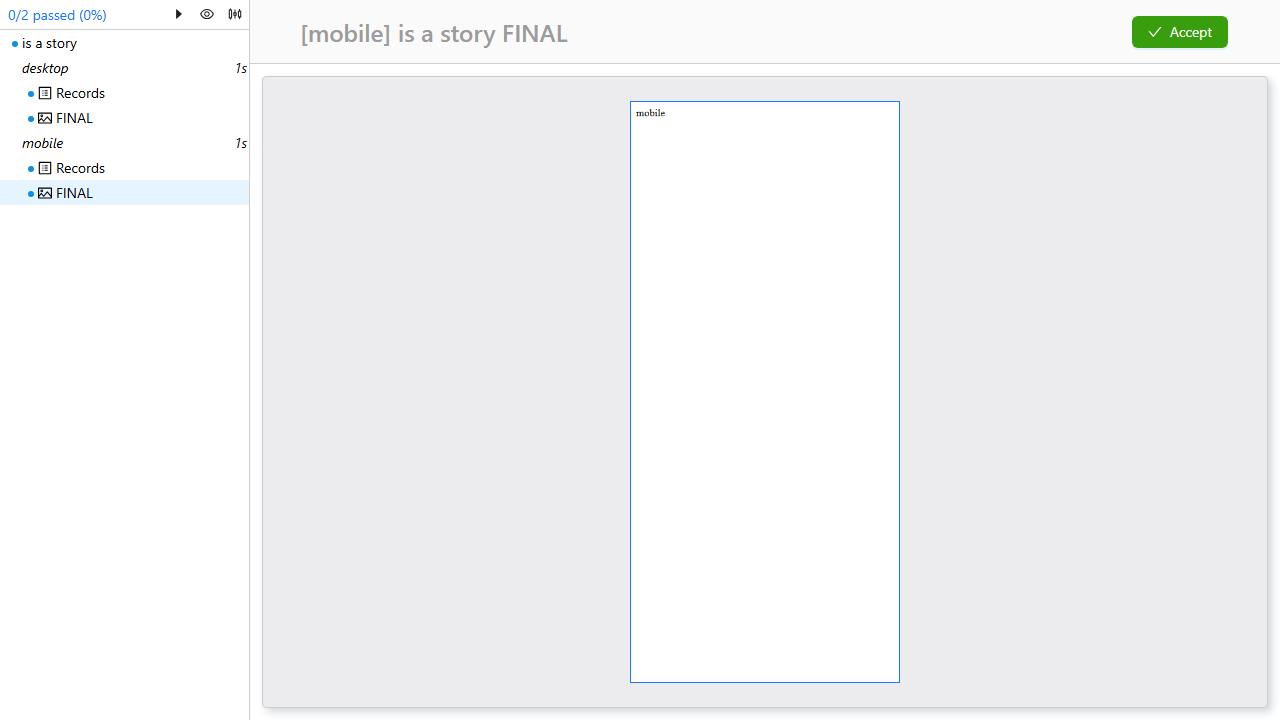 0/2 passed (0%)
is a story
desktop 1s
Records
FINAL
mobile 1s
Records
FINAL
[mobile] is a story FINAL
Accept
mobile